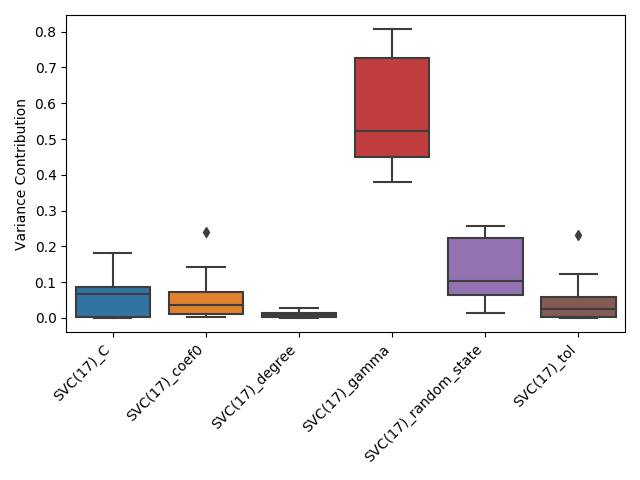 0.8
0.7
0.6
0.5
0.4
0.3
0.2
0.1
0.0
Variance Contribution
SVC(17)_C
SVC(17)_coef0
SVC(17)_degree
SVC(17)_gamma
SVC(17)_random_state
SVC(17)_tol